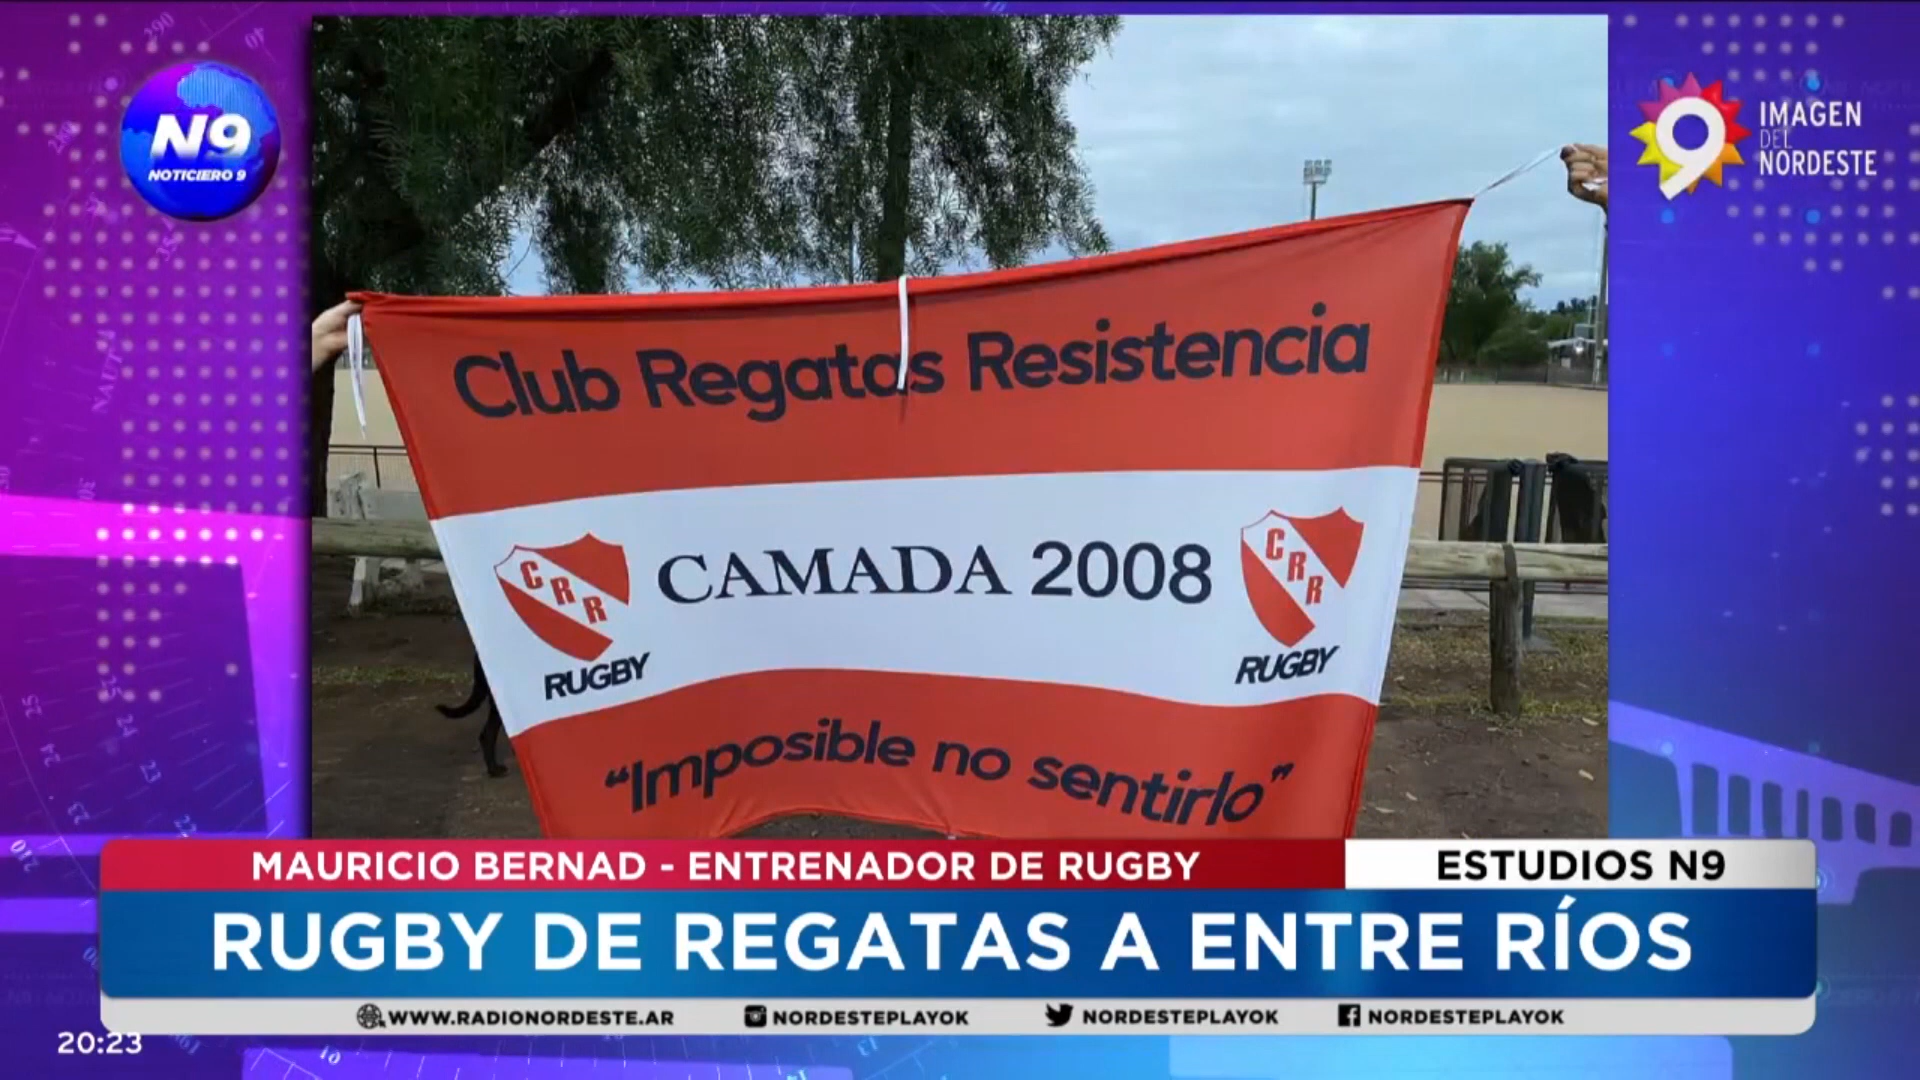 N9
NOTICIERO 9
9 IMAGEN
DEL
NORDESTE
Club Regatas Resistencia
CRR
RUGBY
CAMADA 2008
CRR
RUGBY
“Imposible no sentirlo”
MAURICIO BERNAD - ENTRENADOR DE RUGBY
ESTUDIOS N9
RUGBY DE REGATAS A ENTRE RÍOS
WWW.RADIONORDESTE.AR NORDESTEPLAYOK NORDESTEPLAYOK NORDESTEPLAYOK
20:23